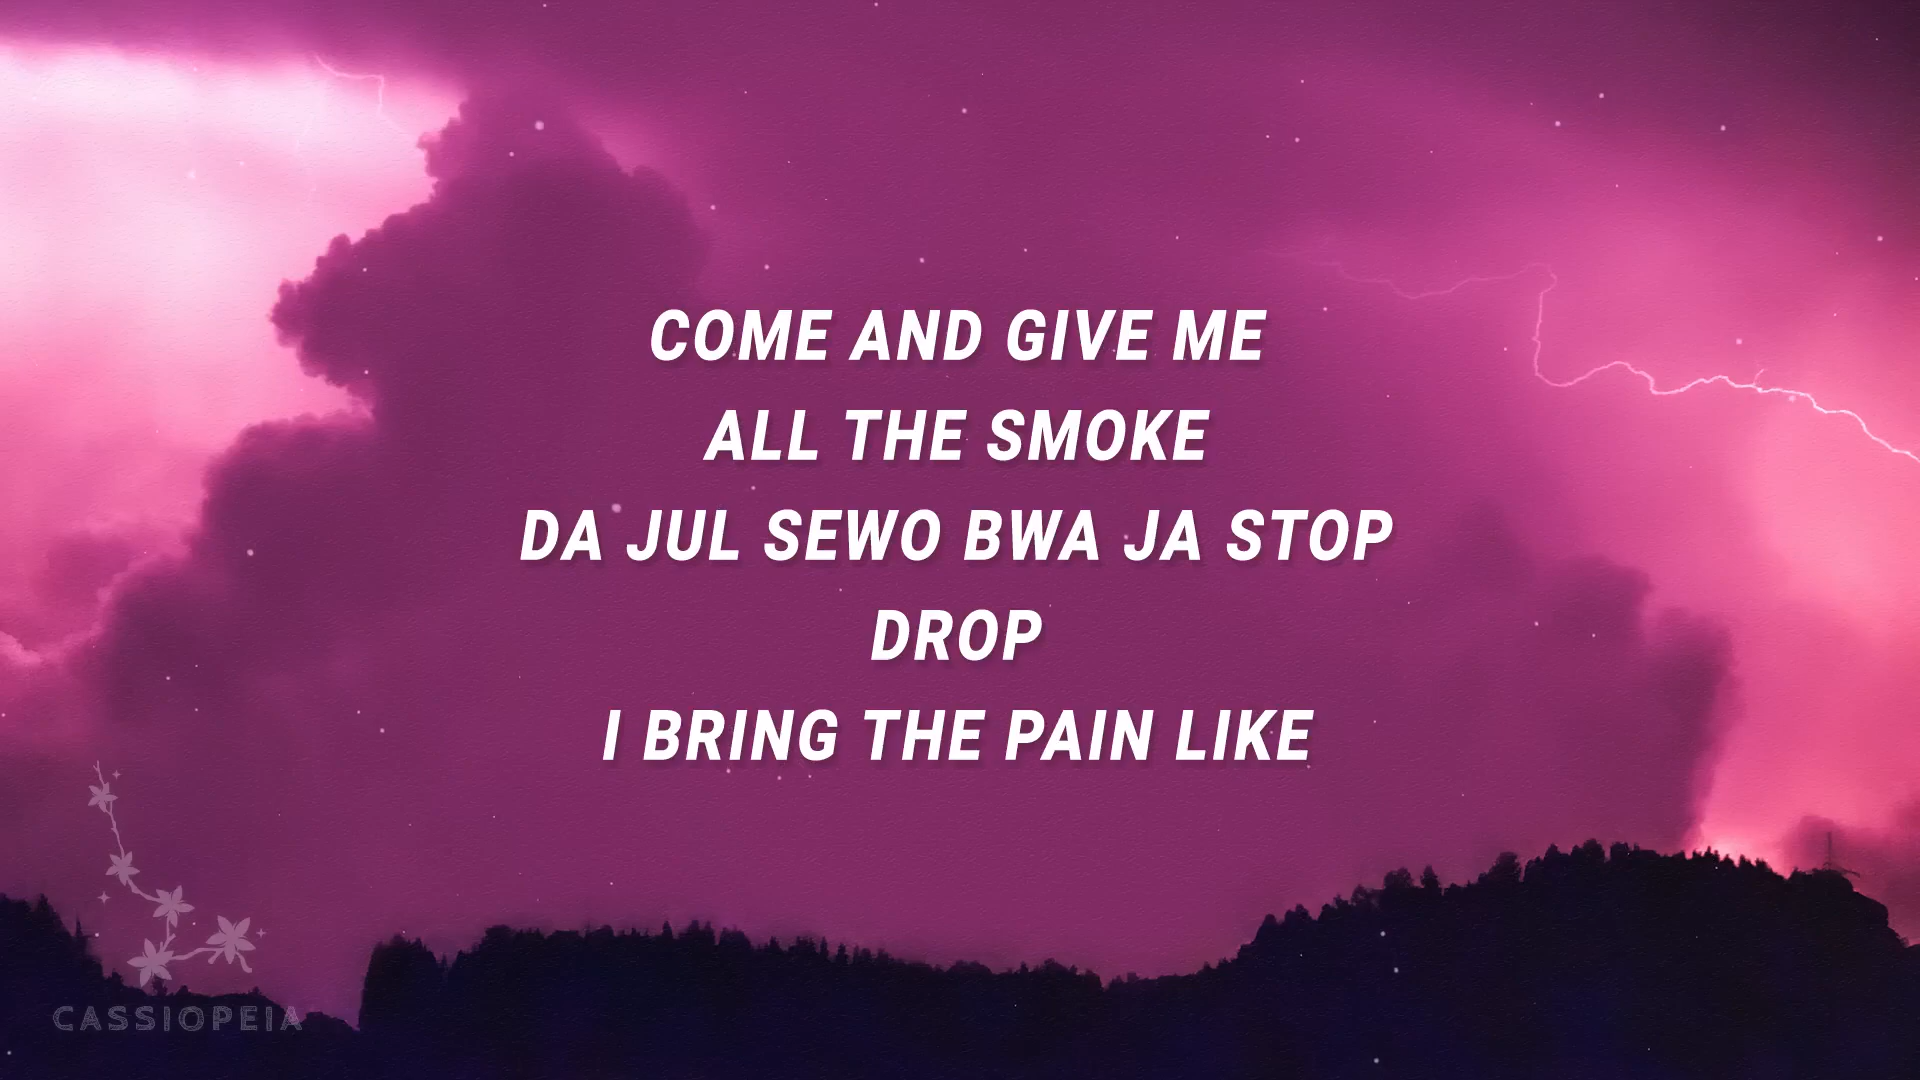 COME AND GIVE ME
ALL THE SMOKE
DA JUL SEWO BWA JA STOP
DROP
I BRING THE PAIN LIKE
CASSIOPEIA